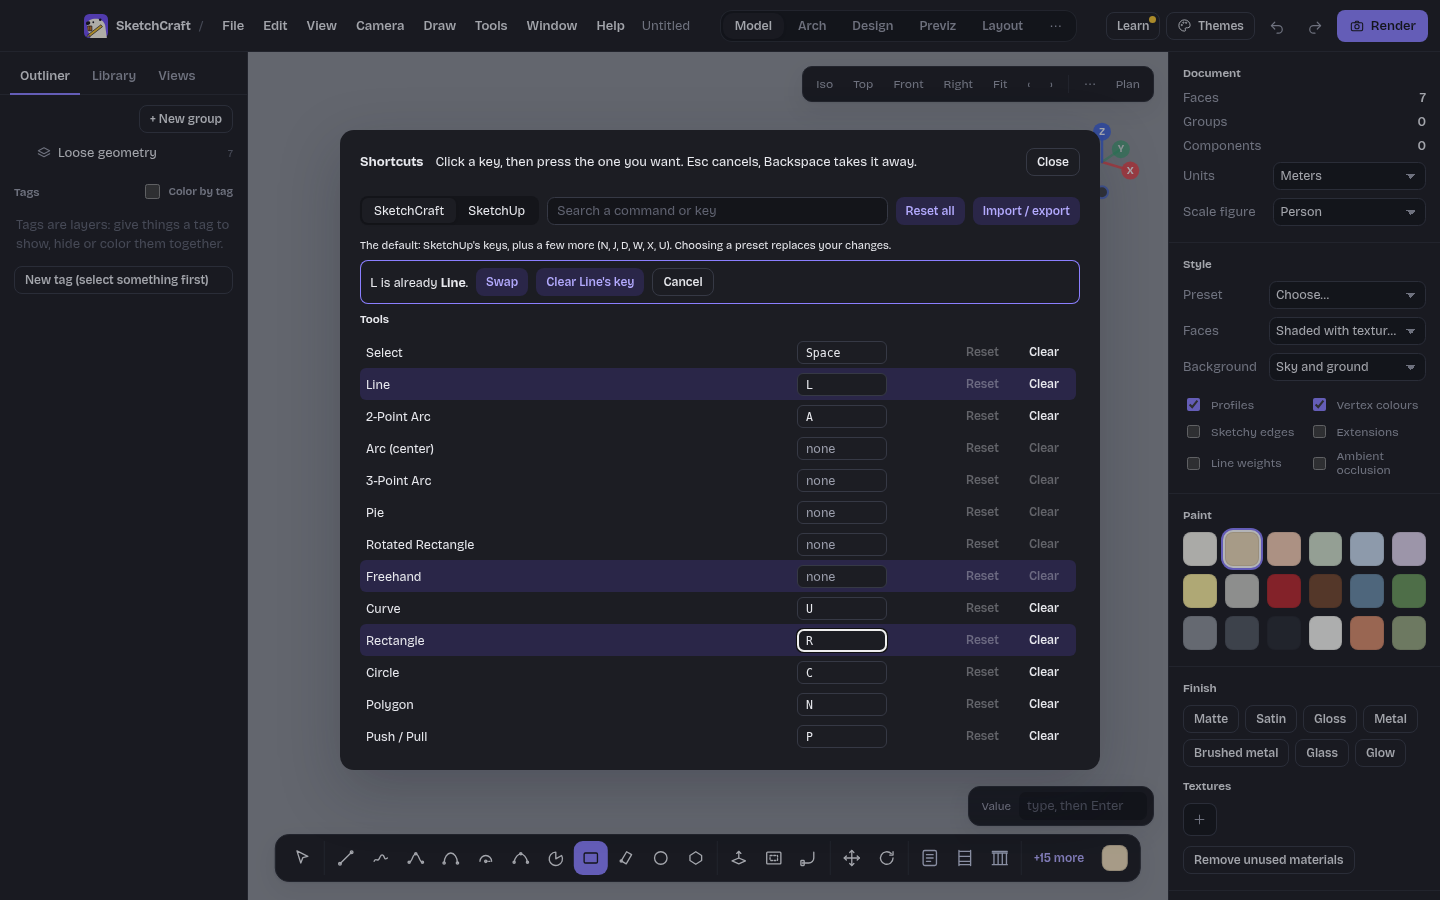 SketchCraft / File Edit View Camera Draw Tools Window Help Untitled Model Arch Design Previz Layout ··· Learn Themes Render
Outliner Library Views
+ New group
Loose geometry 7
Tags Color by tag
Tags are layers: give things a tag to
show, hide or color them together.
New tag (select something first)
Iso Top Front Right Fit ‹ › ··· Plan
Z
Y
X
Shortcuts Click a key, then press the one you want. Esc cancels, Backspace takes it away. Close
SketchCraft SketchUp Search a command or key Reset all Import / export
The default: SketchUp's keys, plus a few more (N, J, D, W, X, U). Choosing a preset replaces your changes.
L is already Line. Swap Clear Line's key Cancel
Tools
Select Space Reset Clear
Line L Reset Clear
2-Point Arc A Reset Clear
Arc (center) none Reset Clear
3-Point Arc none Reset Clear
Pie none Reset Clear
Rotated Rectangle none Reset Clear
Freehand none Reset Clear
Curve U Reset Clear
Rectangle R Reset Clear
Circle C Reset Clear
Polygon N Reset Clear
Push / Pull P Reset Clear
Value type, then Enter
+15 more
Document
Faces 7
Groups 0
Components 0
Units Meters
Scale figure Person
Style
Preset Choose...
Faces Shaded with textur...
Background Sky and ground
Profiles Vertex colours
Sketchy edges Extensions
Line weights Ambient
occlusion
Paint
Finish
Matte Satin Gloss Metal
Brushed metal Glass Glow
Textures
+
Remove unused materials